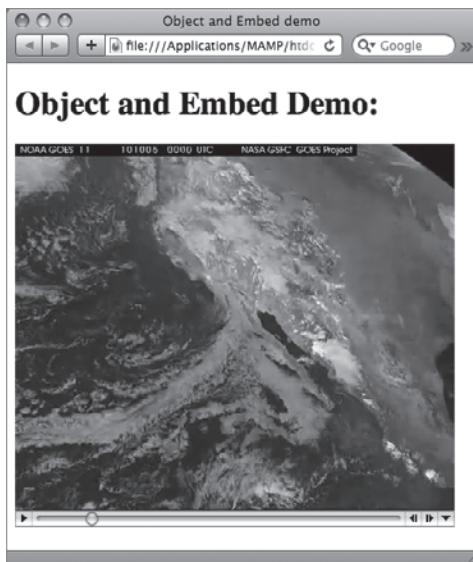 Object and Embed demo
file:///Applications/MAMP/htdo
Google
Object and Embed Demo:
NOAA GOES 11 101005 0000 UTC NASA GSFC GOES Project